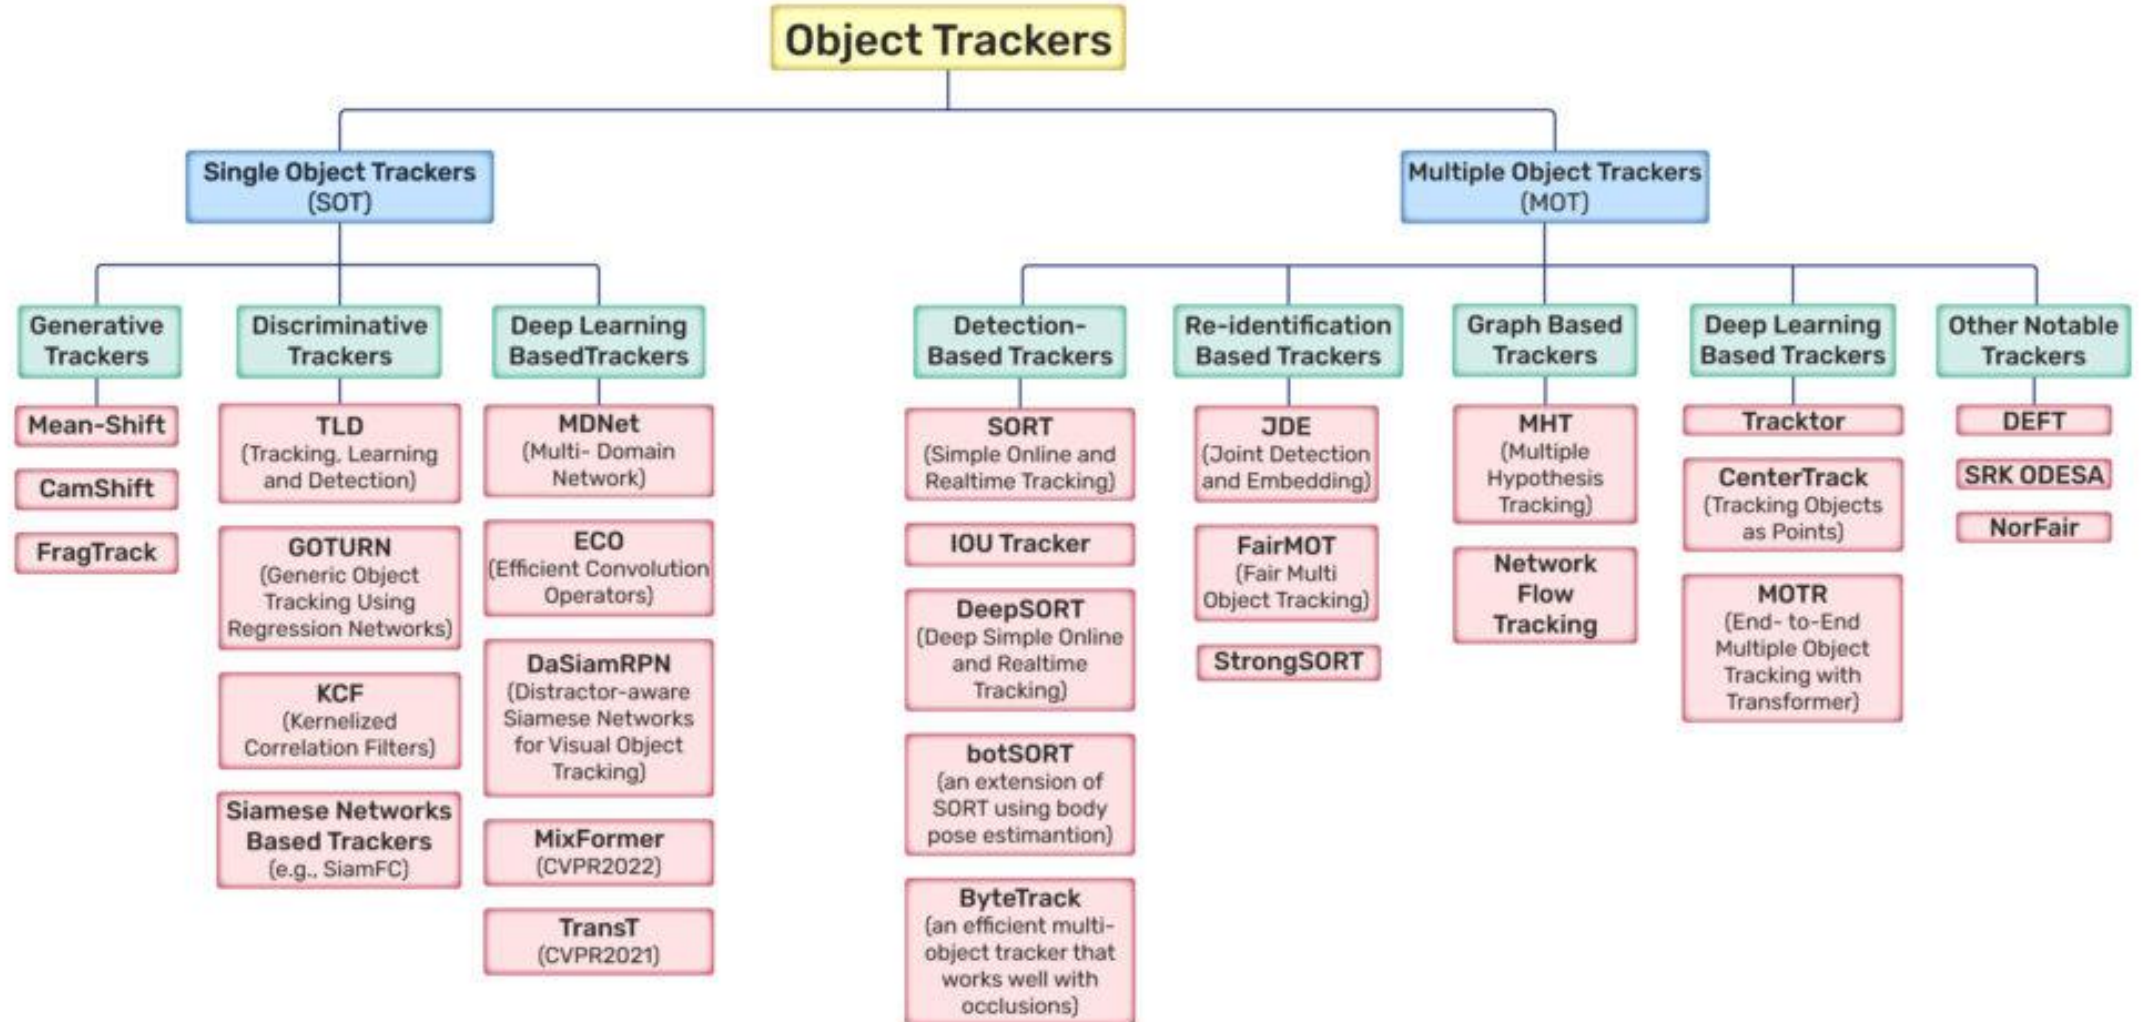 Object Trackers
Single Object Trackers
(SOT)
Multiple Object Trackers
(MOT)
Generative
Trackers
Discriminative
Trackers
Deep Learning
BasedTrackers
Detection-
Based Trackers
Re-identification
Based Trackers
Graph Based
Trackers
Deep Learning
Based Trackers
Other Notable
Trackers
Mean-Shift
CamShift
FragTrack
TLD
(Tracking, Learning
and Detection)
GOTURN
(Generic Object
Tracking Using
Regression Networks)
KCF
(Kernelized
Correlation Filters)
Siamese Networks
Based Trackers
(e.g., SiamFC)
MDNet
(Multi- Domain
Network)
ECO
(Efficient Convolution
Operators)
DaSiamRPN
(Distractor-aware
Siamese Networks
for Visual Object
Tracking)
MixFormer
(CVPR2022)
TransT
(CVPR2021)
SORT
(Simple Online and
Realtime Tracking)
IOU Tracker
DeepSORT
(Deep Simple Online
and Realtime
Tracking)
botSORT
(an extension of
SORT using body
pose estimantion)
ByteTrack
(an efficient multi-
object tracker that
works well with
occlusions)
JDE
(Joint Detection
and Embedding)
FairMOT
(Fair Multi
Object Tracking)
StrongSORT
MHT
(Multiple
Hypothesis
Tracking)
Network
Flow
Tracking
Tracktor
CenterTrack
(Tracking Objects
as Points)
MOTR
(End- to-End
Multiple Object
Tracking with
Transformer)
DEFT
SRK ODESA
NorFair